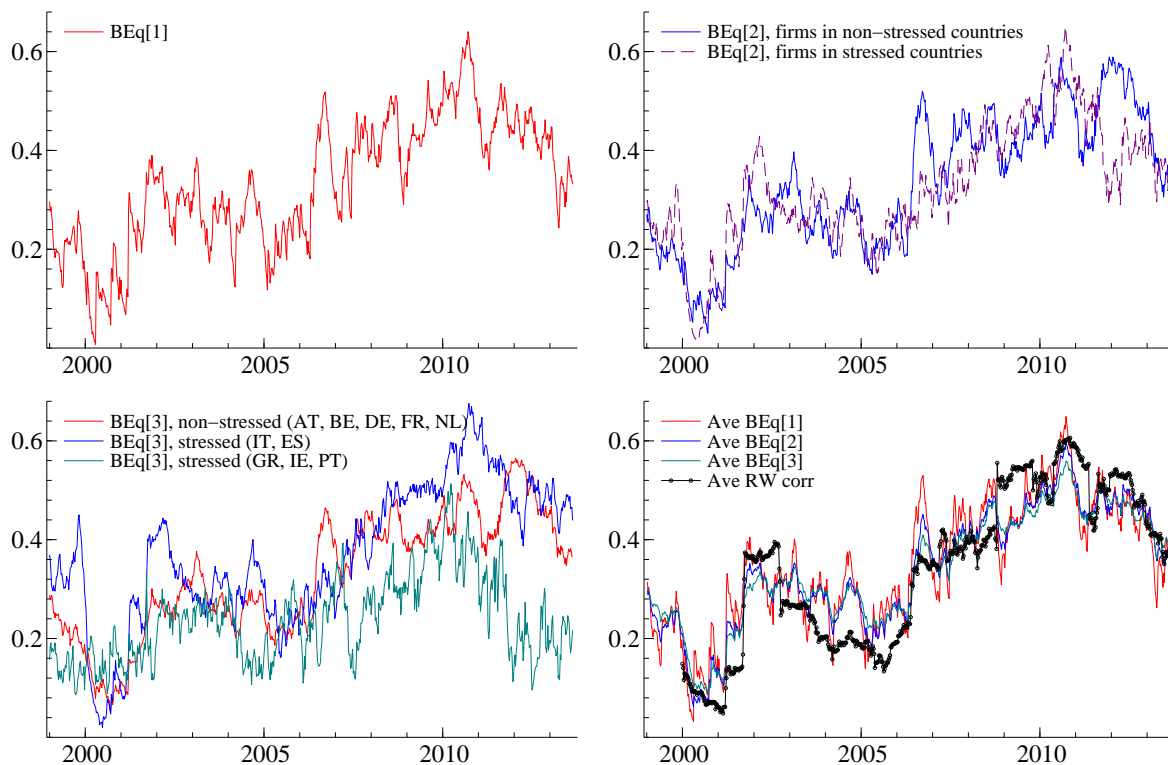 BEq[1]
0.6
0.4
0.2
2000 2005 2010
BEq[2], firms in non−stressed countries
BEq[2], firms in stressed countries
0.6
0.4
0.2
2000 2005 2010
BEq[3], non−stressed (AT, BE, DE, FR, NL)
BEq[3], stressed (IT, ES)
BEq[3], stressed (GR, IE, PT)
0.6
0.4
0.2
2000 2005 2010
Ave BEq[1]
Ave BEq[2]
Ave BEq[3]
Ave RW corr
0.6
0.4
0.2
2000 2005 2010